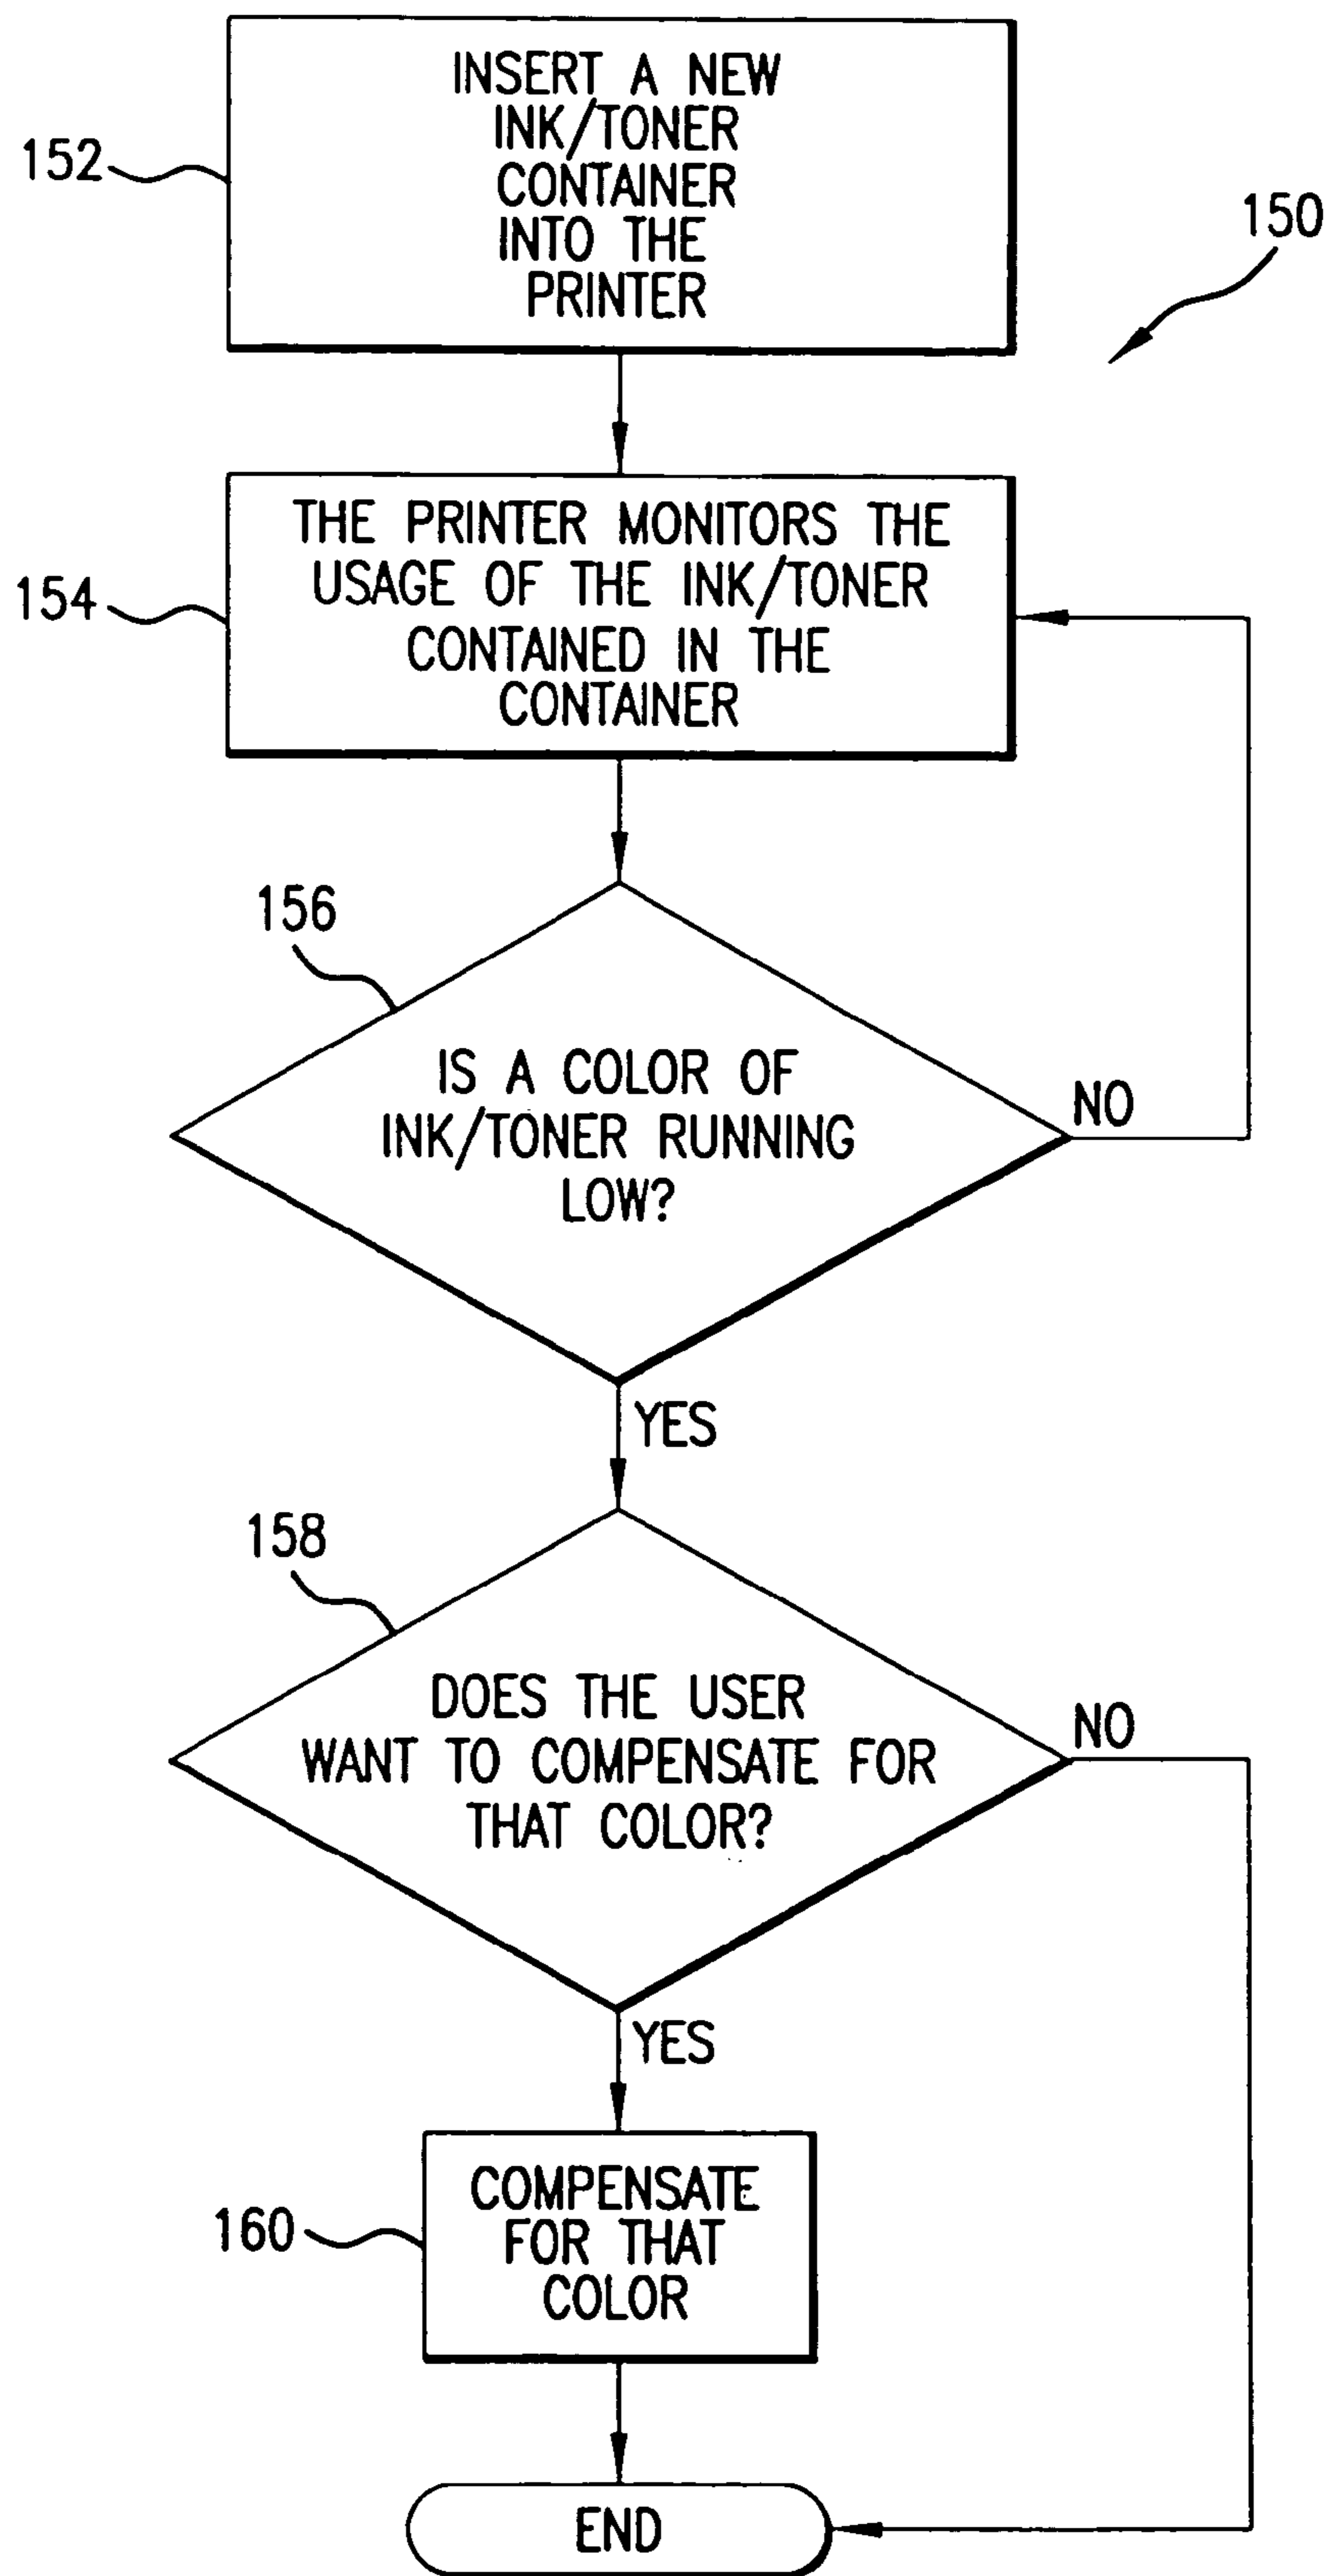 INSERT A NEW
INK/TONER
CONTAINER
INTO THE
PRINTER
152
150
THE PRINTER MONITORS THE
USAGE OF THE INK/TONER
CONTAINED IN THE
CONTAINER
154
156
IS A COLOR OF
INK/TONER RUNNING
LOW?
NO
YES
158
DOES THE USER
WANT TO COMPENSATE FOR
THAT COLOR?
NO
YES
COMPENSATE
FOR THAT
COLOR
160
END